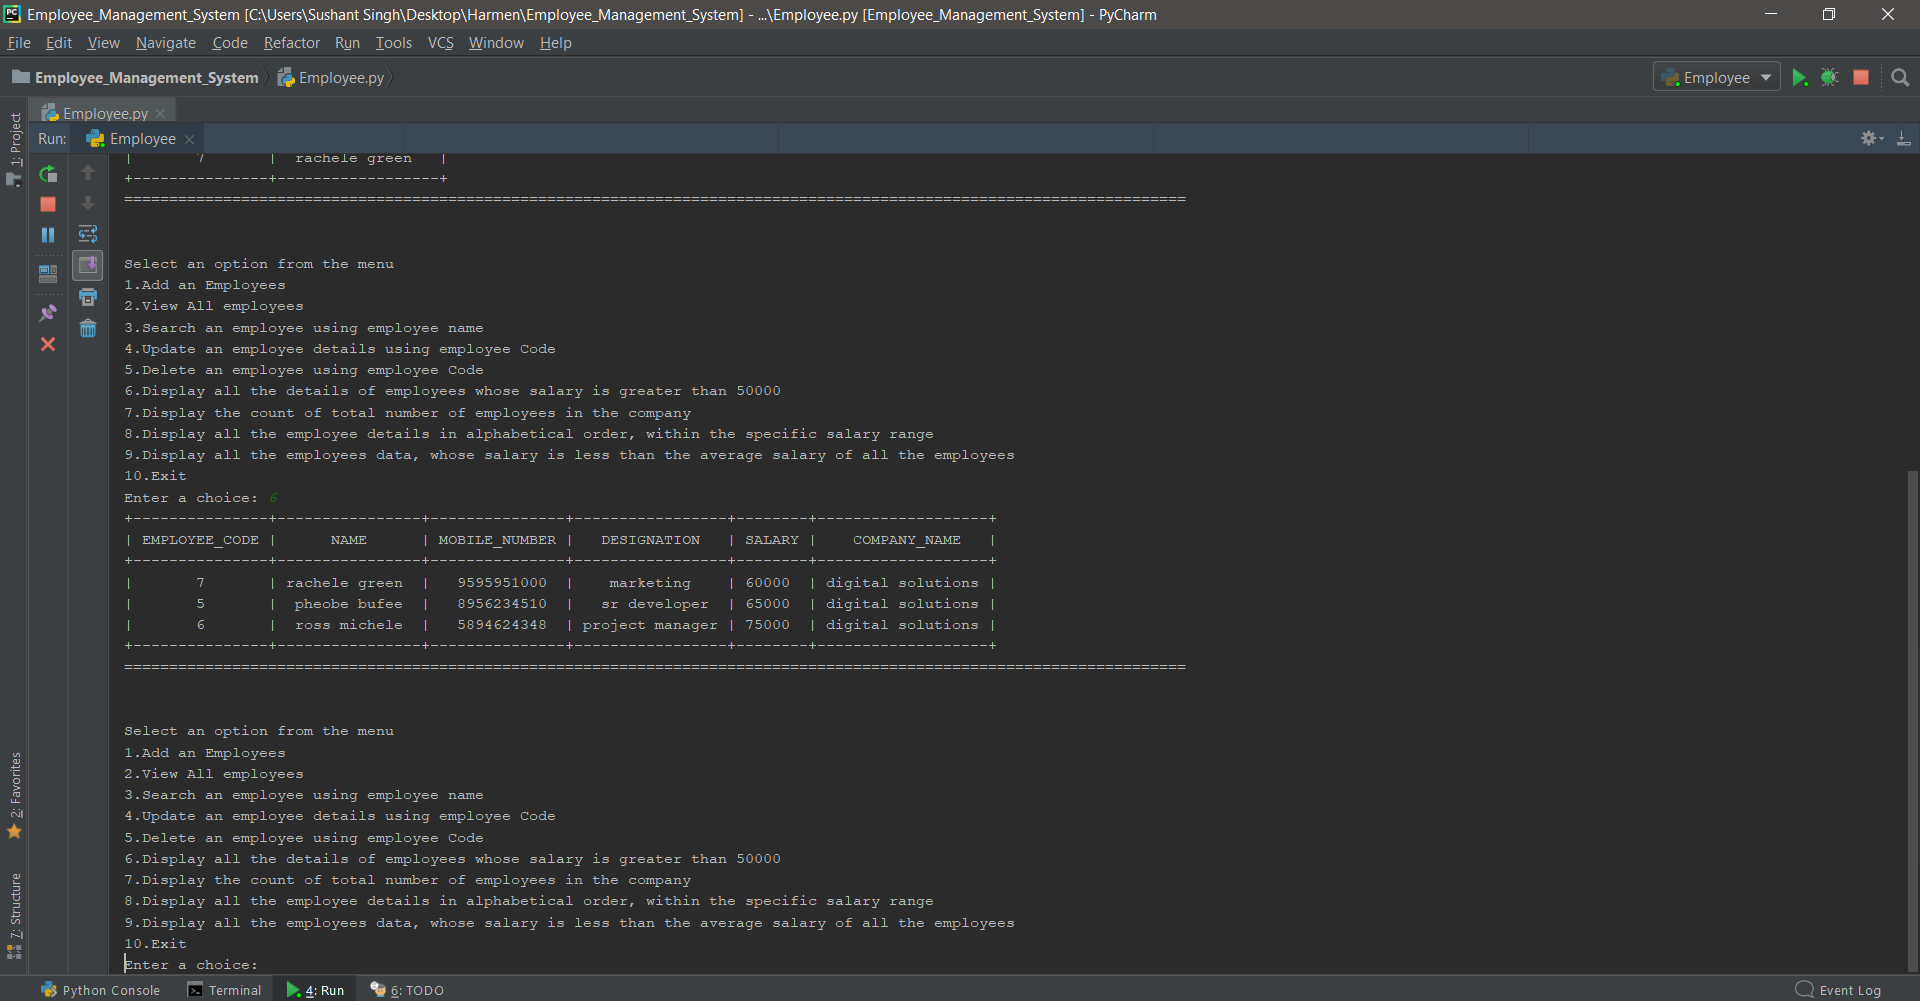 Employee_Management_System [C:\Users\Sushant Singh\Desktop\Harmen\Employee_Management_System] - ...\Employee.py [Employee_Management_System] - PyCharm
File Edit View Navigate Code Refactor Run Tools VCS Window Help
Employee_Management_System Employee.py Employee
Employee.py
Run: Employee
1: Project
| 7 | rachele green |
+---------------+------------------+
======================================================================================================================
Select an option from the menu
1.Add an Employees
2.View All employees
3.Search an employee using employee name
4.Update an employee details using employee Code
5.Delete an employee using employee Code
6.Display all the details of employees whose salary is greater than 50000
7.Display the count of total number of employees in the company
8.Display all the employee details in alphabetical order, within the specific salary range
9.Display all the employees data, whose salary is less than the average salary of all the employees
10.Exit
Enter a choice: 6
+---------------+----------------+---------------+-----------------+--------+-------------------+
| EMPLOYEE_CODE | NAME | MOBILE_NUMBER | DESIGNATION | SALARY | COMPANY_NAME |
+---------------+----------------+---------------+-----------------+--------+-------------------+
| 7 | rachele green | 9595951000 | marketing | 60000 | digital solutions |
| 5 | pheobe bufee | 8956234510 | sr developer | 65000 | digital solutions |
| 6 | ross michele | 5894624348 | project manager | 75000 | digital solutions |
+---------------+----------------+---------------+-----------------+--------+-------------------+
======================================================================================================================
Select an option from the menu
1.Add an Employees
2.View All employees
3.Search an employee using employee name
4.Update an employee details using employee Code
5.Delete an employee using employee Code
6.Display all the details of employees whose salary is greater than 50000
7.Display the count of total number of employees in the company
8.Display all the employee details in alphabetical order, within the specific salary range
9.Display all the employees data, whose salary is less than the average salary of all the employees
10.Exit
Enter a choice:
2: Favorites
7: Structure
Python Console Terminal 4: Run 6: TODO Event Log